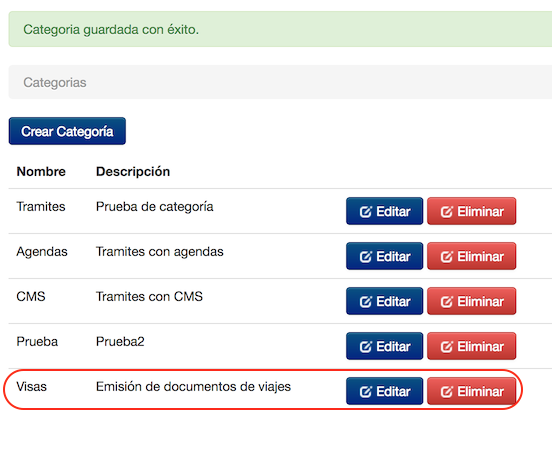 Categoria guardada con éxito.
Categorias
Crear Categoría
Nombre Descripción
Tramites Prueba de categoría Editar Eliminar
Agendas Tramites con agendas Editar Eliminar
CMS Tramites con CMS Editar Eliminar
Prueba Prueba2 Editar Eliminar
Visas Emisión de documentos de viajes Editar Eliminar